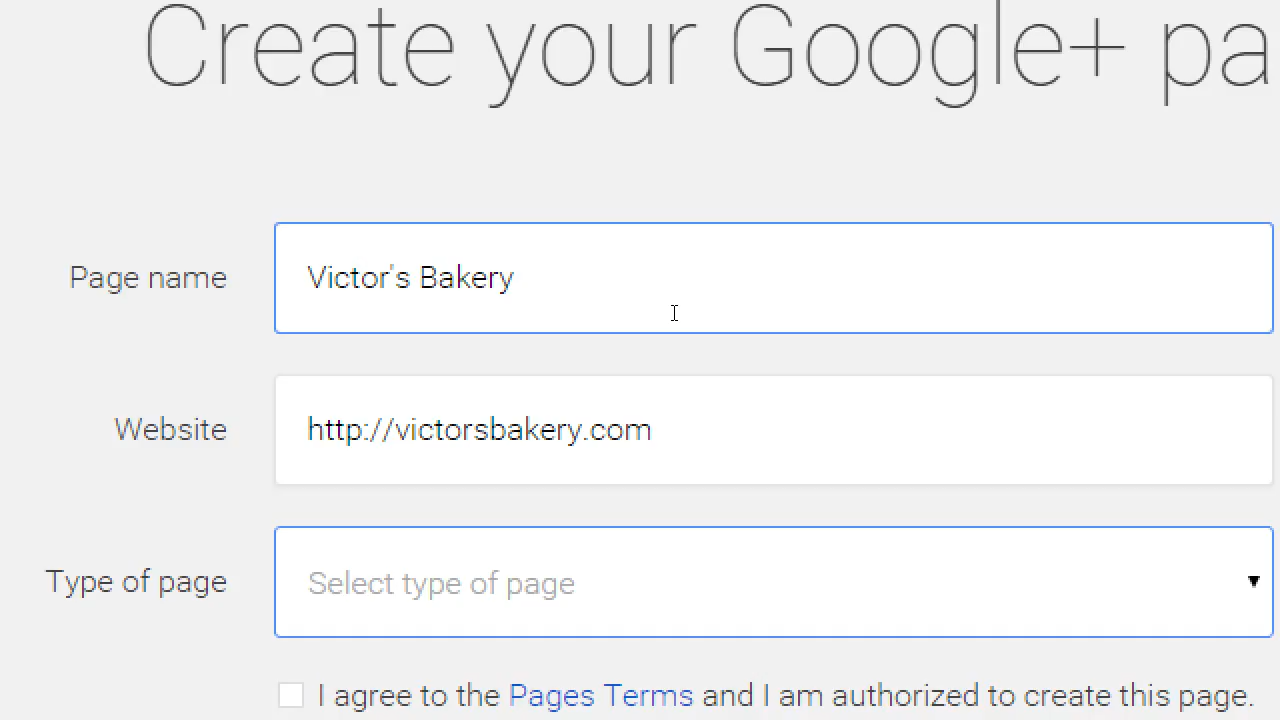 Create your Google+ pa
Page name
Victor's Bakery
Website
http://victorsbakery.com
Type of page
Select type of page
I agree to the Pages Terms and I am authorized to create this page.